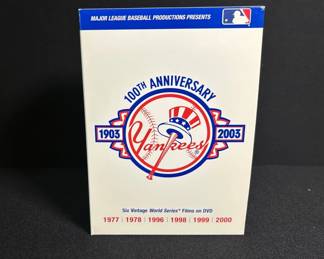 MAJOR LEAGUE BASEBALL PRODUCTIONS PRESENTS
100TH ANNIVERSARY
1903 2003
Yankees
Six Vintage World Series™ Films on DVD
1977 | 1978 | 1996 | 1998 | 1999 | 2000